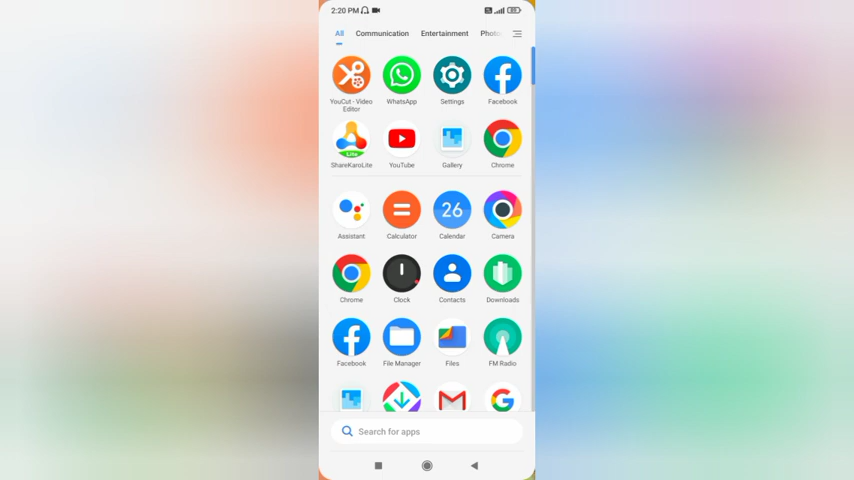 2:20 PM
All Communication Entertainment Photo
YouCut - Video Editor WhatsApp Settings Facebook
ShareKaroLite YouTube Gallery Chrome
26
Assistant Calculator Calendar Camera
Chrome Clock Contacts Downloads
Facebook File Manager Files FM Radio
Search for apps